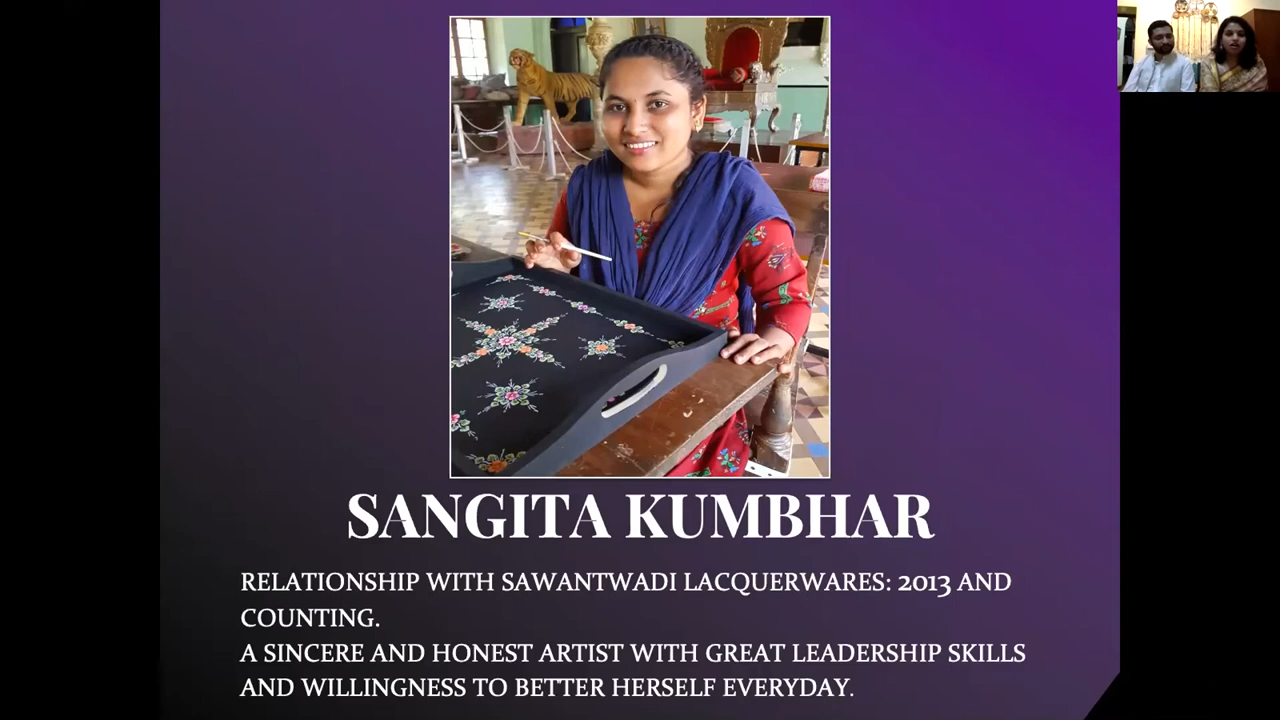 SANGITA KUMBHAR
RELATIONSHIP WITH SAWANTWADI LACQUERWARES: 2013 AND
COUNTING.
A SINCERE AND HONEST ARTIST WITH GREAT LEADERSHIP SKILLS
AND WILLINGNESS TO BETTER HERSELF EVERYDAY.